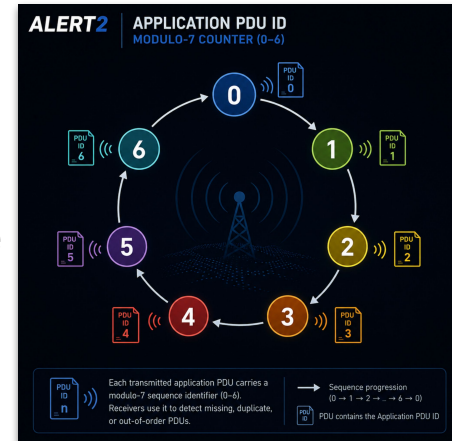 ALERT2
APPLICATION PDU ID
MODULO-7 COUNTER (0–6)
0
PDU
ID
0
1
PDU
ID
1
2
PDU
ID
2
3
PDU
ID
3
4
PDU
ID
4
5
PDU
ID
5
6
PDU
ID
6
PDU
ID
n
Each transmitted application PDU carries a
modulo-7 sequence identifier (0–6).
Receivers use it to detect missing, duplicate,
or out-of-order PDUs.
Sequence progression
(0 → 1 → 2 → .. → 6 → 0)
PDU
ID
PDU contains the Application PDU ID